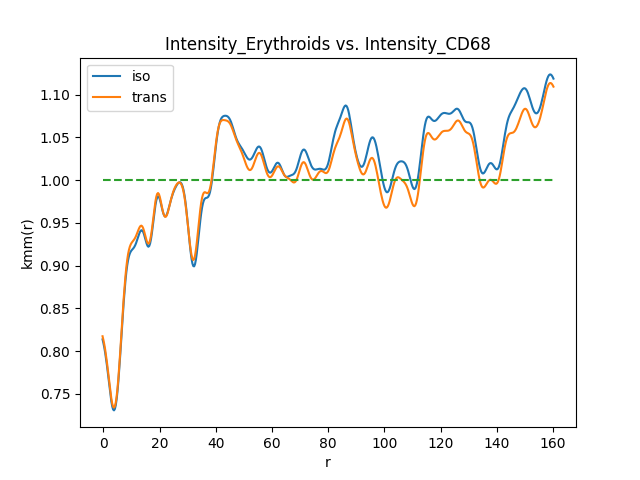 Intensity_Erythroids vs. Intensity_CD68
iso
trans
kmm(r)
1.10
1.05
1.00
0.95
0.90
0.85
0.80
0.75
0 20 40 60 80 100 120 140 160
r